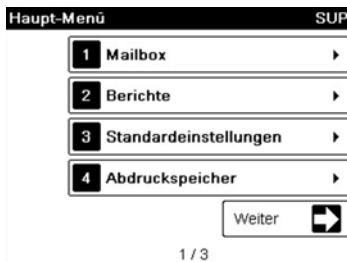 Haupt-Menü SUP
1 Mailbox
2 Berichte
3 Standardeinstellungen
4 Abdruckspeicher
Weiter
1 / 3